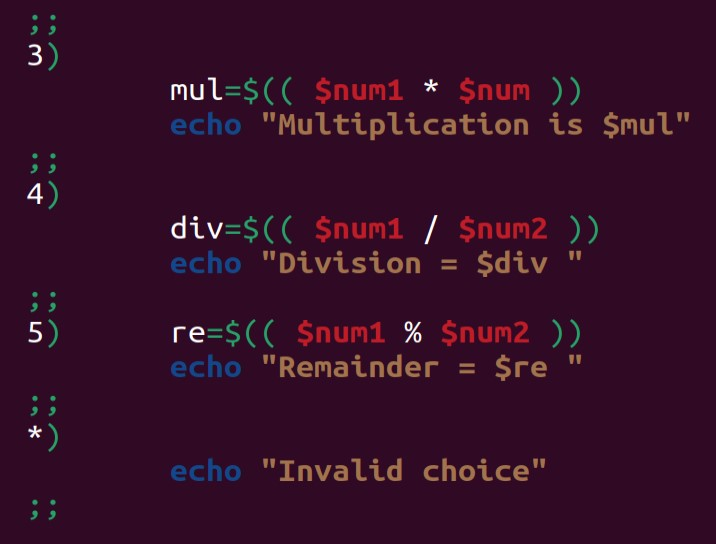 ;;
3)
mul=$(( $num1 * $num ))
echo "Multiplication is $mul"
;;
4)
div=$(( $num1 / $num2 ))
echo "Division = $div "
;;
5) re=$(( $num1 % $num2 ))
echo "Remainder = $re "
;;
*)
echo "Invalid choice"
;;